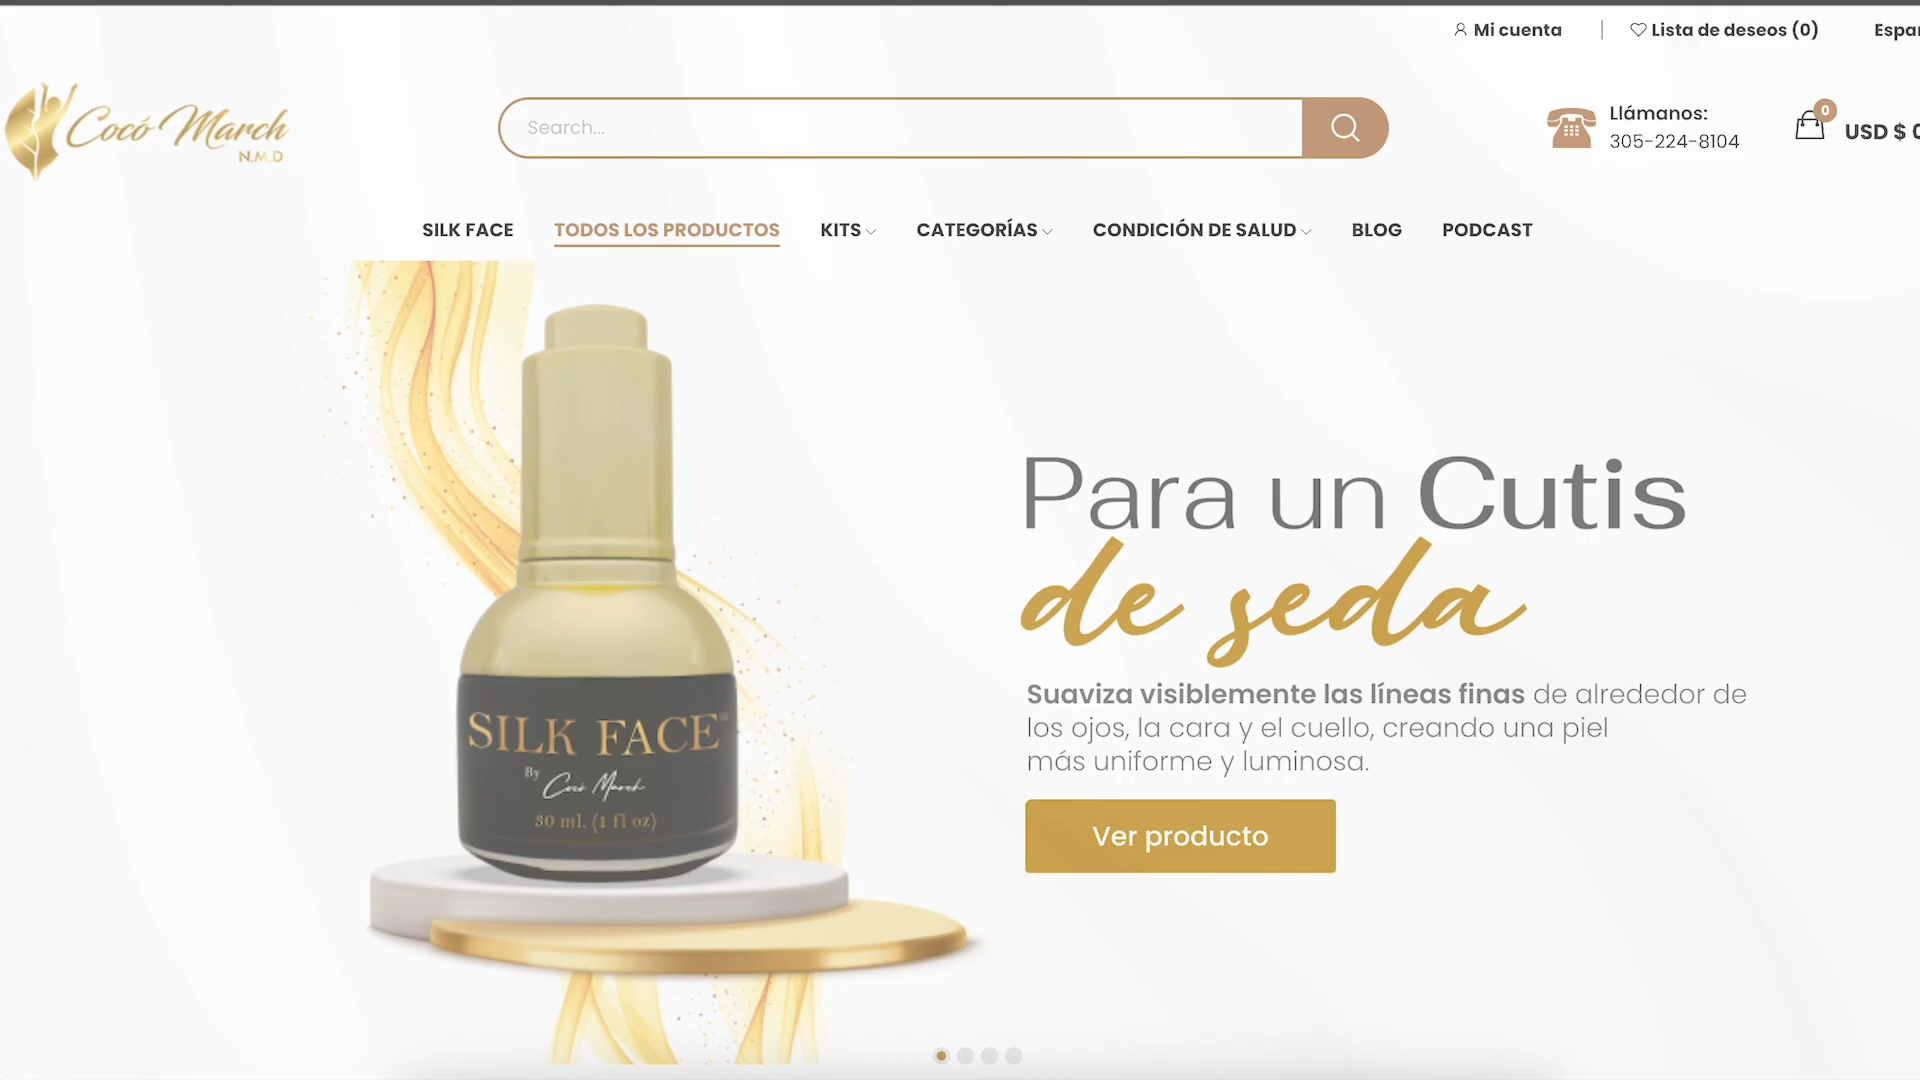 Mi cuenta
Lista de deseos (0)
Cocó March
N.M.D
Search...
Llámanos:
305-224-8104
0
USD $
SILK FACE
TODOS LOS PRODUCTOS
KITS
CATEGORÍAS
CONDICIÓN DE SALUD
BLOG
PODCAST
Para un Cutis
de seda
Suaviza visiblemente las líneas finas de alrededor de
los ojos, la cara y el cuello, creando una piel
más uniforme y luminosa.
Ver producto
SILK FACE®
By Cocó March
30 ml. (1 fl oz)